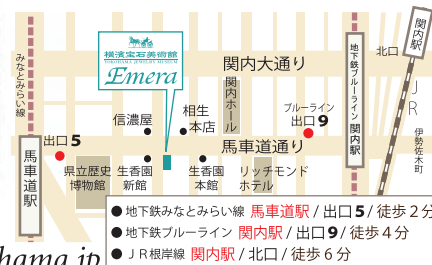 関内駅
地下鉄ブルーライン
関内駅
北口
JR
伊勢佐木町
みなとみらい線
横濱宝石美術館
YOKOHAMA JEWELRY MUSEUM
Emera
関内大通り
関内ホール
ブルーライン
出口9
信濃屋
相生
本店
馬車道通り
出口5
馬車道駅
県立歴史
博物館
生香園
新館
生香園
本館
リッチモンド
ホテル
●地下鉄みなとみらい線 馬車道駅 / 出口5 / 徒歩2分
●地下鉄ブルーライン 関内駅 / 出口9 / 徒歩4分
●JR根岸線 関内駅 / 北口 / 徒歩6分
hama.jp